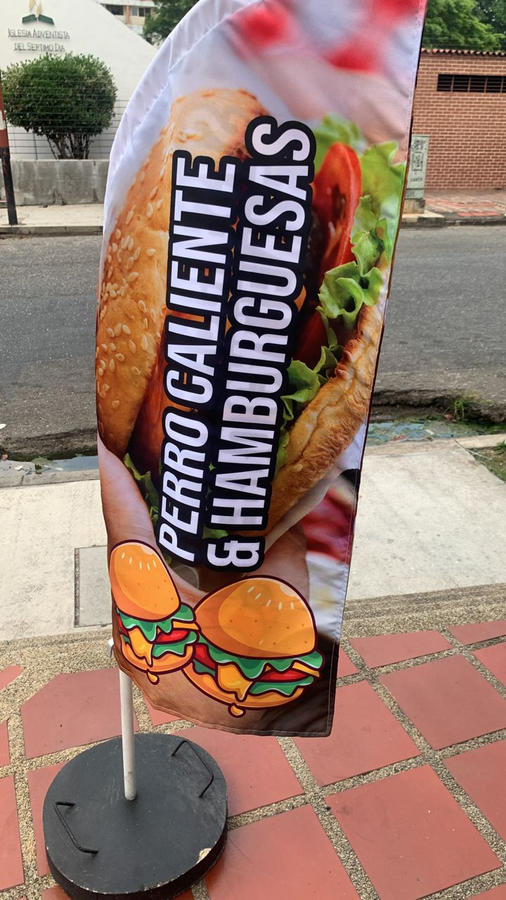 IGLESIA ADVENTISTA
DEL SEPTIMO DIA
PERRO CALIENTE
& HAMBURGUESAS